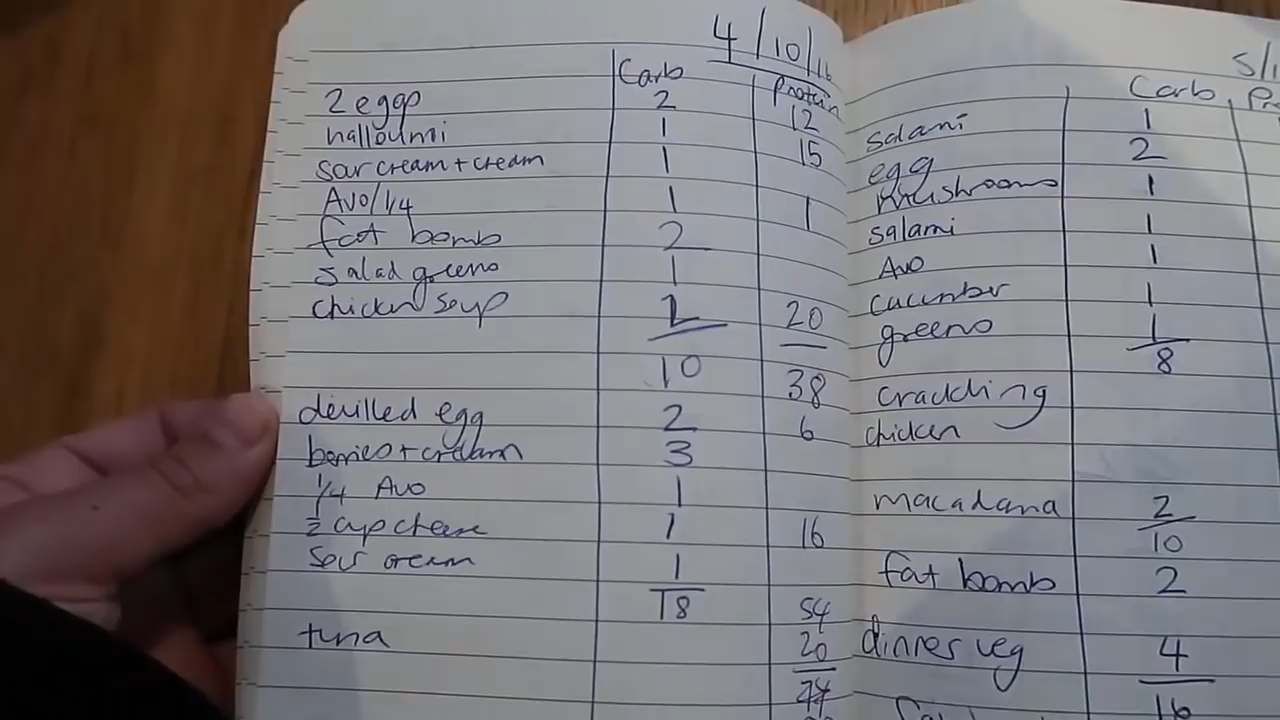 4/10/16
Carb Protein
2 eggs 2 12
halloumi 1 15
sour cream + cream 1
Avo/1/4 1 1
fat bomb 2
salad greens 1
chicken soup 2 20
10 38
devilled egg 2 6
berries + cream 3
1/4 Avo 1
1/2 cup cheese 1 16
sour cream 1
18 54
tuna 20
74
5/1
Carb
salami 1
egg 2
mushrooms 1
salami 1
Avo 1
cucumber 1
greens 1
8
crackling
chicken
macadama 2
10
fat bomb 2
dinner veg 4
16